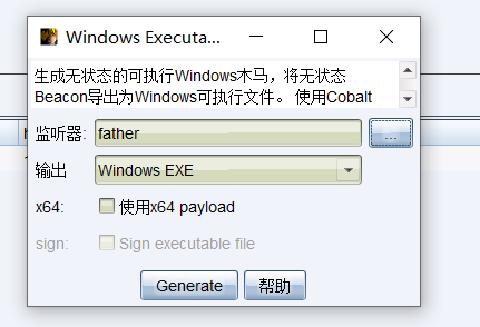 Windows Executa...
生成无状态的可执行Windows木马，将无状态
Beacon导出为Windows可执行文件。 使用Cobalt
监听器: father ...
输出 Windows EXE
x64: 使用x64 payload
sign: Sign executable file
Generate 帮助